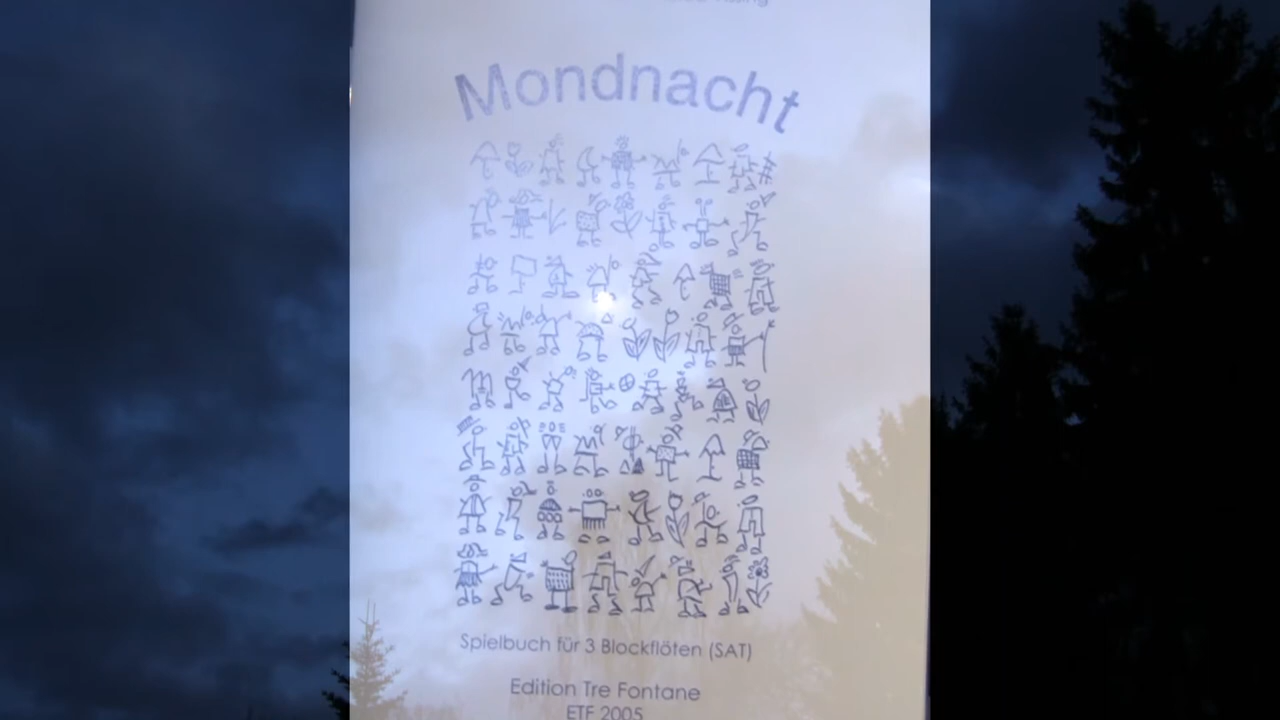 Mondnacht
Spielbuch für 3 Blockflöten (SAT)
Edition Tre Fontane
ETF 2005